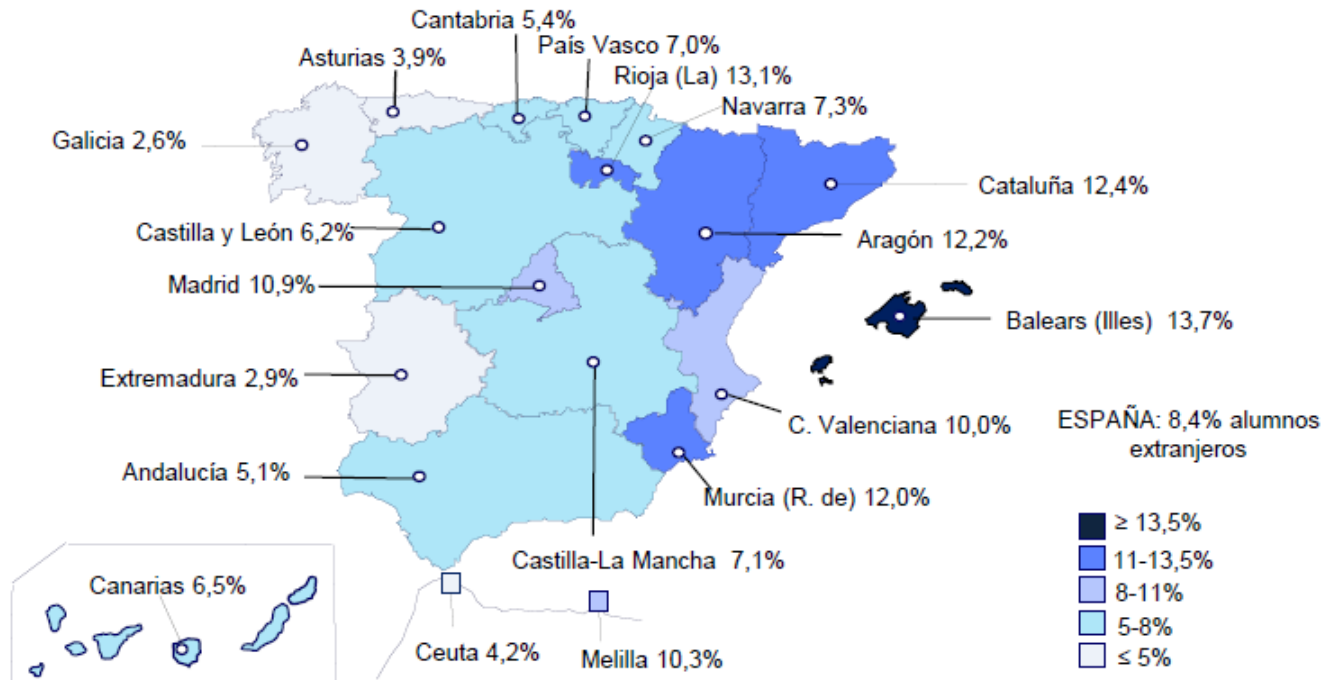 Cantabria 5,4%
País Vasco 7,0%
Asturias 3,9%
Rioja (La) 13,1%
Navarra 7,3%
Galicia 2,6%
Cataluña 12,4%
Castilla y León 6,2%
Aragón 12,2%
Madrid 10,9%
Balears (Illes) 13,7%
Extremadura 2,9%
C. Valenciana 10,0%
ESPAÑA: 8,4% alumnos
extranjeros
Andalucía 5,1%
Murcia (R. de) 12,0%
≥ 13,5%
11-13,5%
8-11%
5-8%
≤ 5%
Castilla-La Mancha 7,1%
Canarias 6,5%
Ceuta 4,2%
Melilla 10,3%